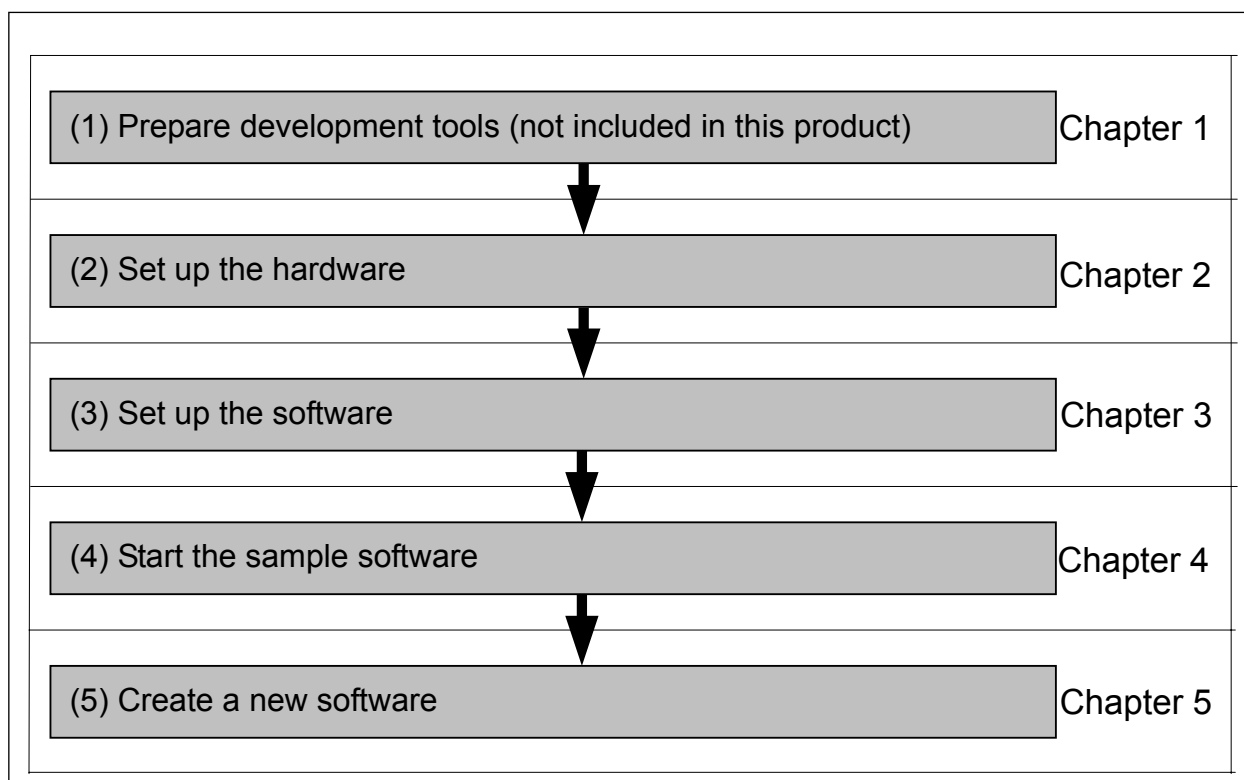 (1) Prepare development tools (not included in this product) Chapter 1
(2) Set up the hardware Chapter 2
(3) Set up the software Chapter 3
(4) Start the sample software Chapter 4
(5) Create a new software Chapter 5